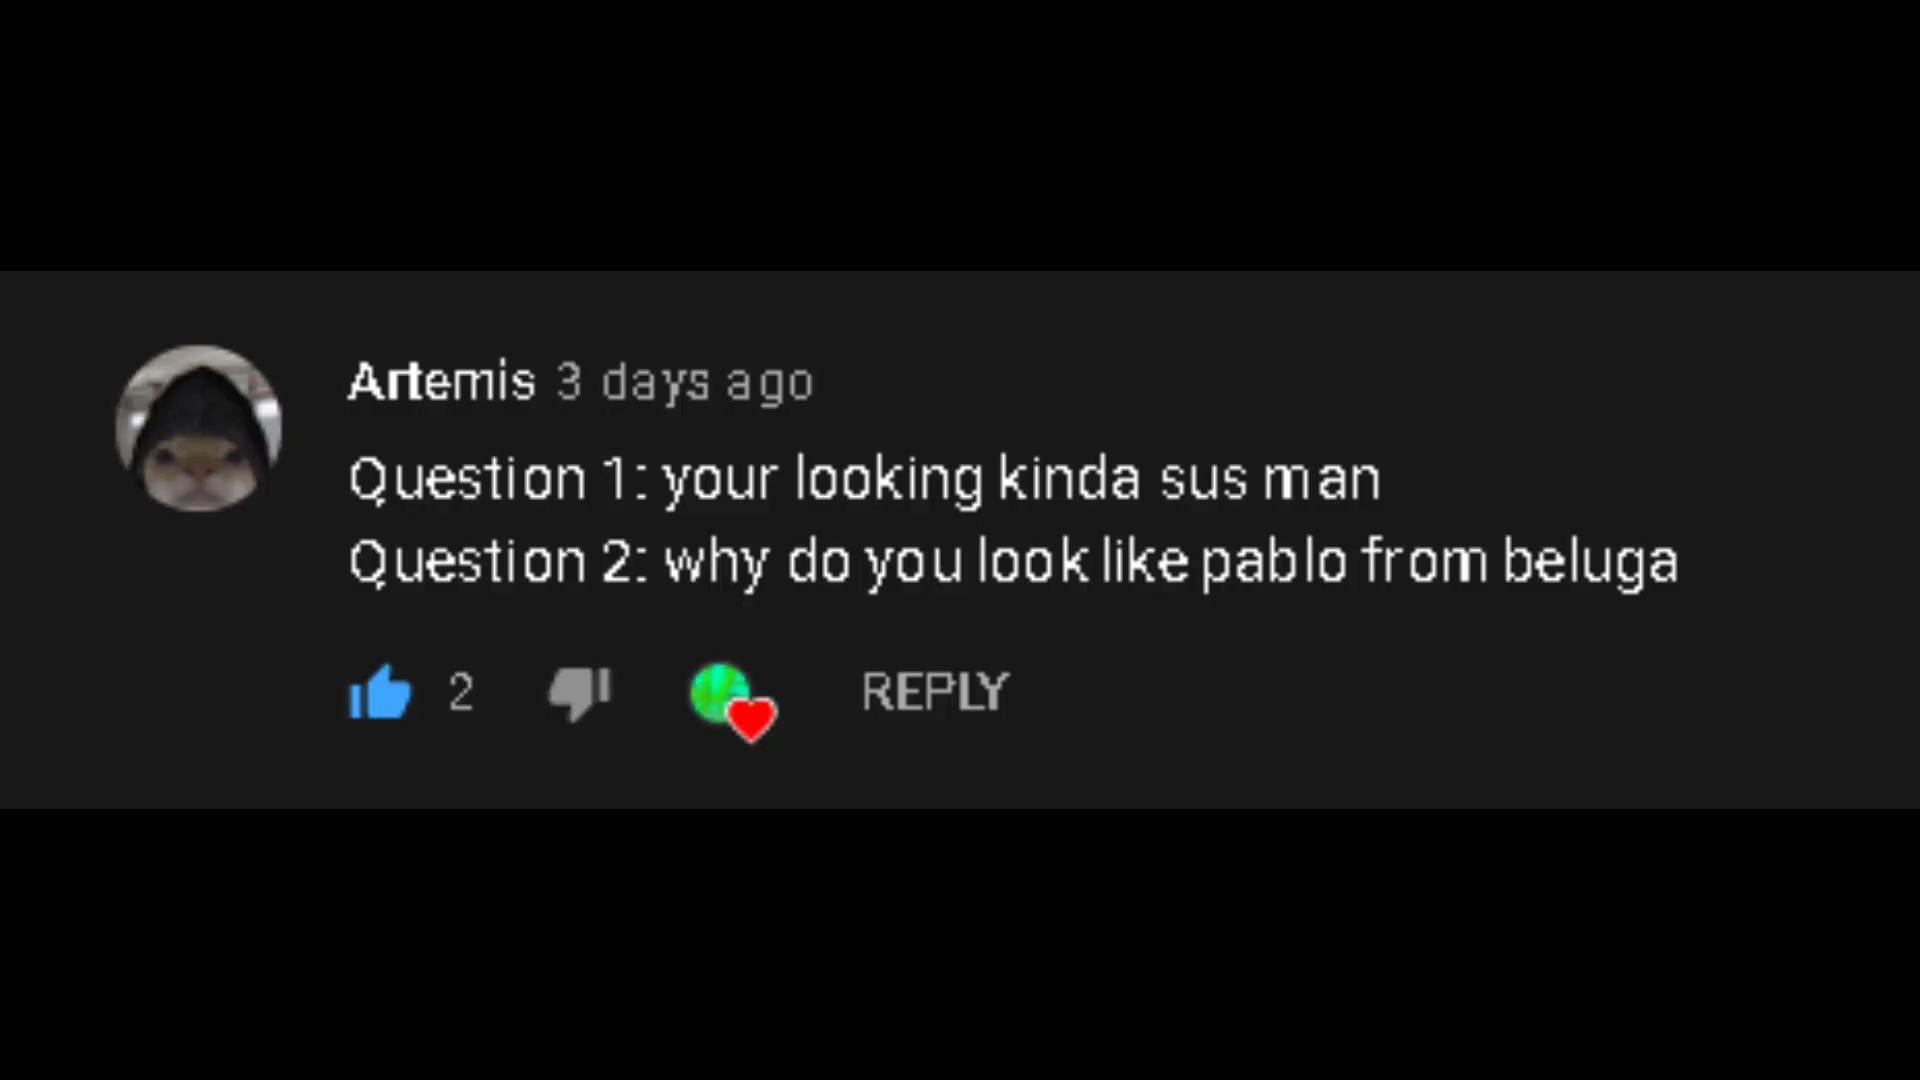 Artemis 3 days ago
Question 1: your looking kinda sus man
Question 2: why do you look like pablo from beluga
2 REPLY